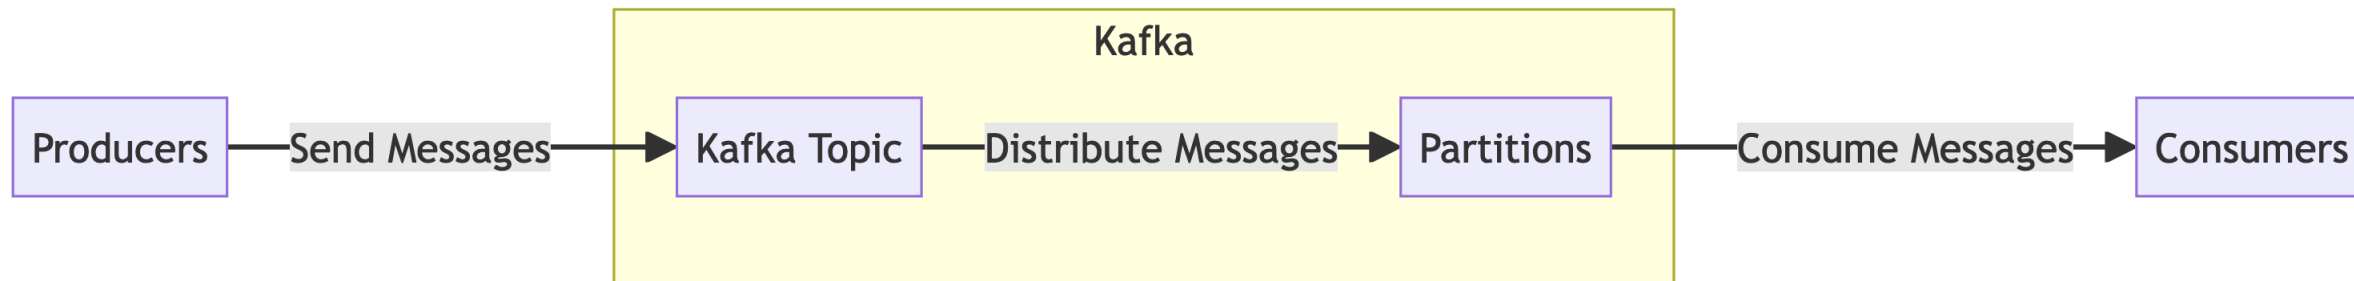 Kafka
Producers
Send Messages
Kafka Topic
Distribute Messages
Partitions
Consume Messages
Consumers